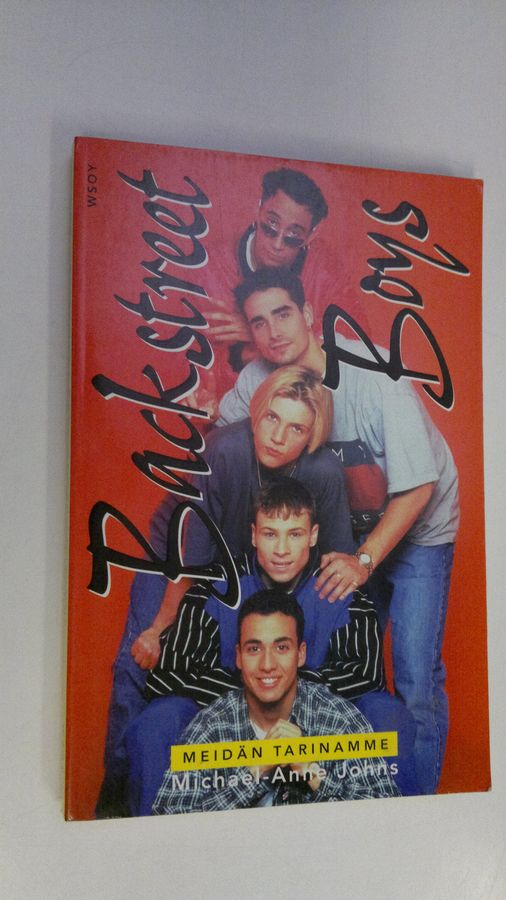 WSOY
Backstreet
Boys
MEIDÄN TARINAMME
Michael-Anne Johns